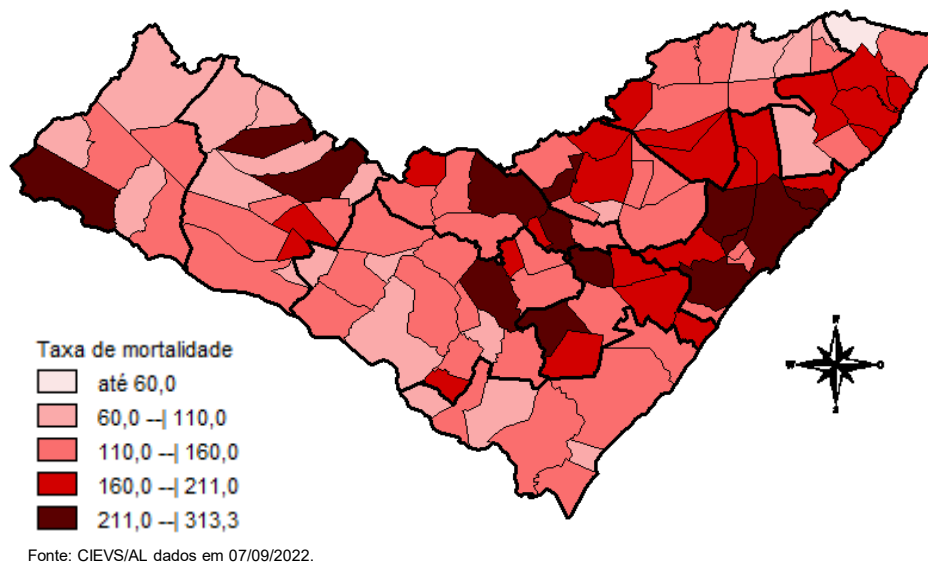 Taxa de mortalidade
até 60,0
60,0 --| 110,0
110,0 --| 160,0
160,0 --| 211,0
211,0 --| 313,3
Fonte: CIEVS/AL dados em 07/09/2022.